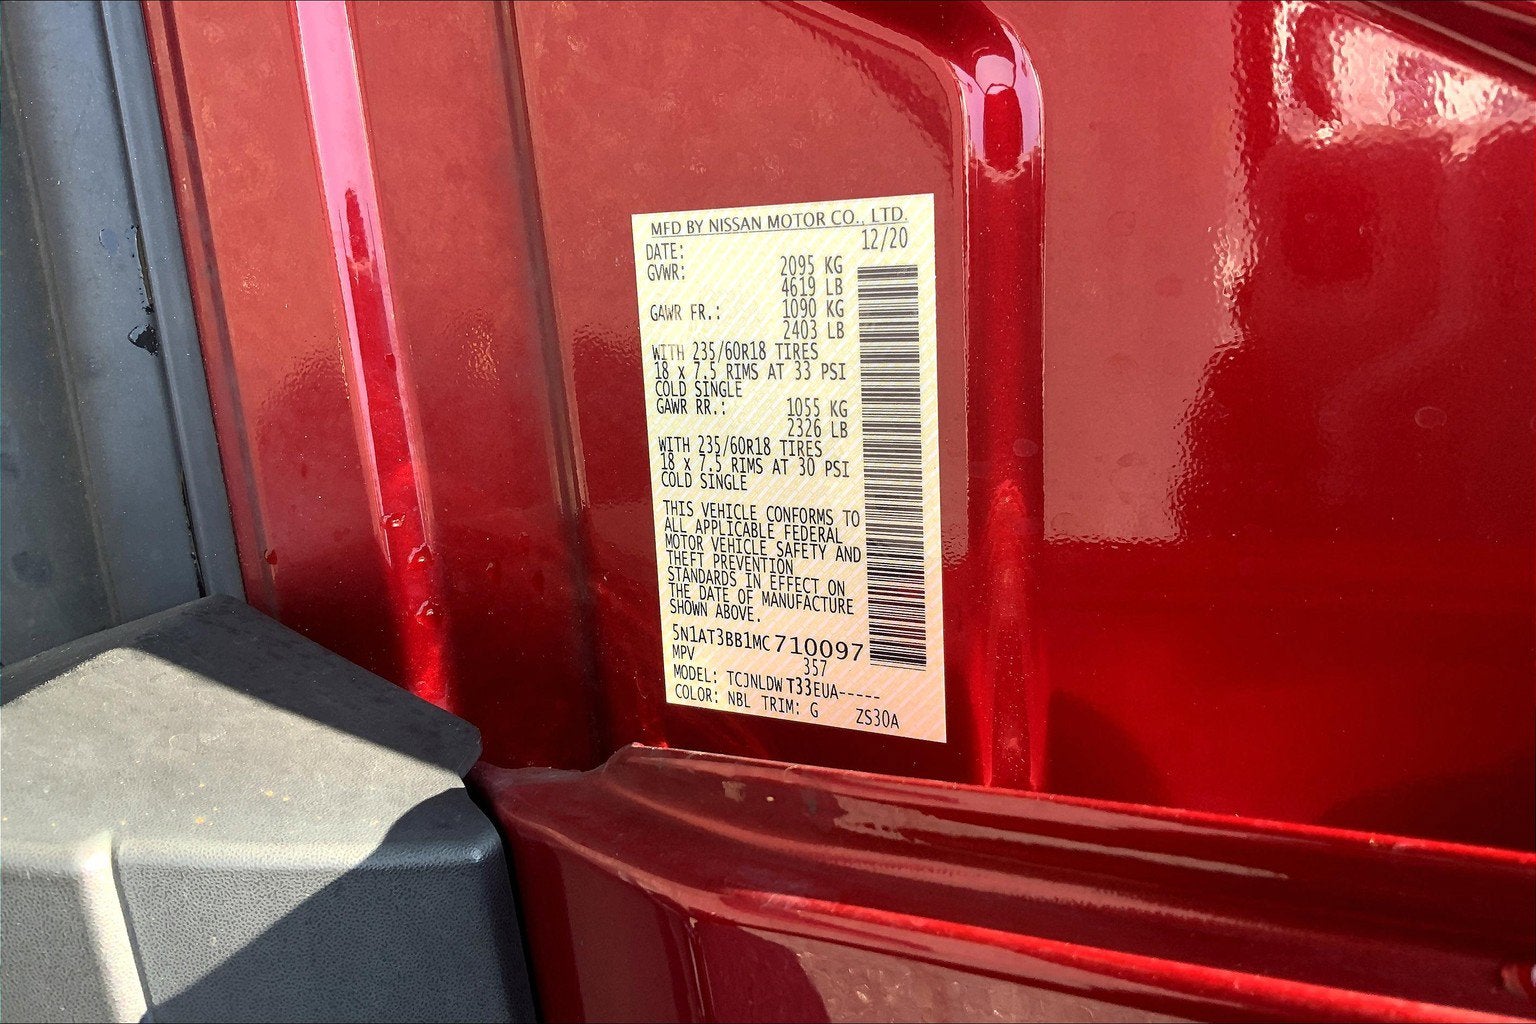 MFD BY NISSAN MOTOR CO., LTD.
DATE: 12/20
GVWR: 2095 KG
4619 LB
GAWR FR.: 1090 KG
2403 LB
WITH 235/60R18 TIRES
18 x 7.5 RIMS AT 33 PSI
COLD SINGLE
GAWR RR.: 1055 KG
2326 LB
WITH 235/60R18 TIRES
18 x 7.5 RIMS AT 30 PSI
COLD SINGLE
THIS VEHICLE CONFORMS TO
ALL APPLICABLE FEDERAL
MOTOR VEHICLE SAFETY AND
THEFT PREVENTION
STANDARDS IN EFFECT ON
THE DATE OF MANUFACTURE
SHOWN ABOVE.
5N1AT3BB1MC710097
MPV 357
MODEL: TCJNLDWT33EUA-----
COLOR: NBL TRIM: G ZS30A